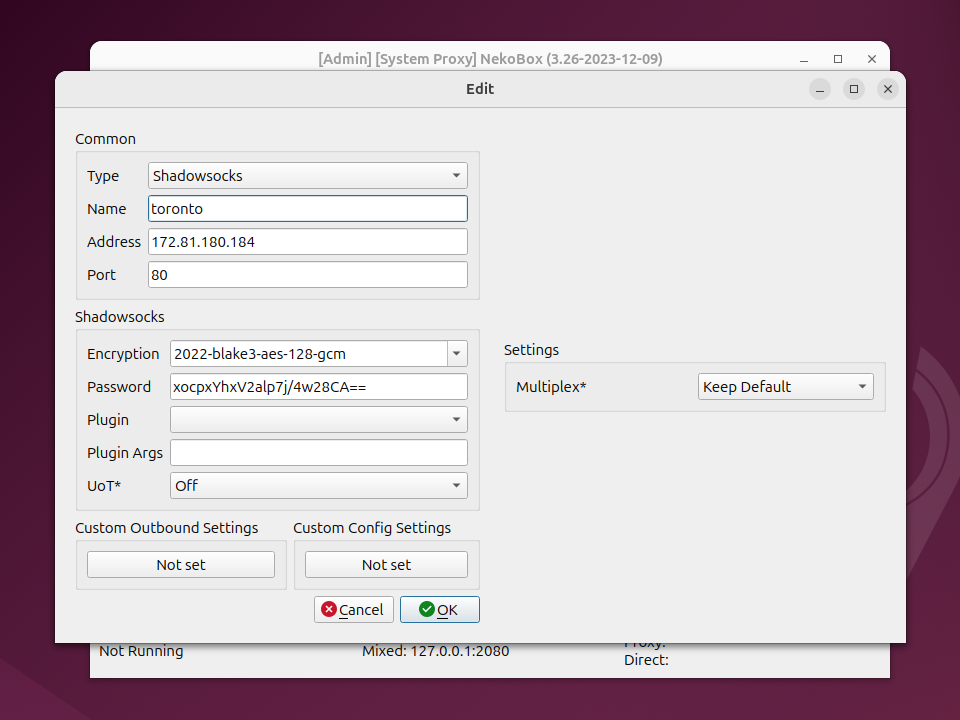 [Admin] [System Proxy] NekoBox (3.26-2023-12-09)
Edit
Common
Type Shadowsocks
Name toronto
Address 172.81.180.184
Port 80
Shadowsocks
Encryption 2022-blake3-aes-128-gcm
Password xocpxYhxV2alp7j/4w28CA==
Plugin
Plugin Args
UoT* Off
Settings
Multiplex* Keep Default
Custom Outbound Settings
Not set
Custom Config Settings
Not set
Cancel
OK
Not Running
Mixed: 127.0.0.1:2080
Proxy:
Direct: